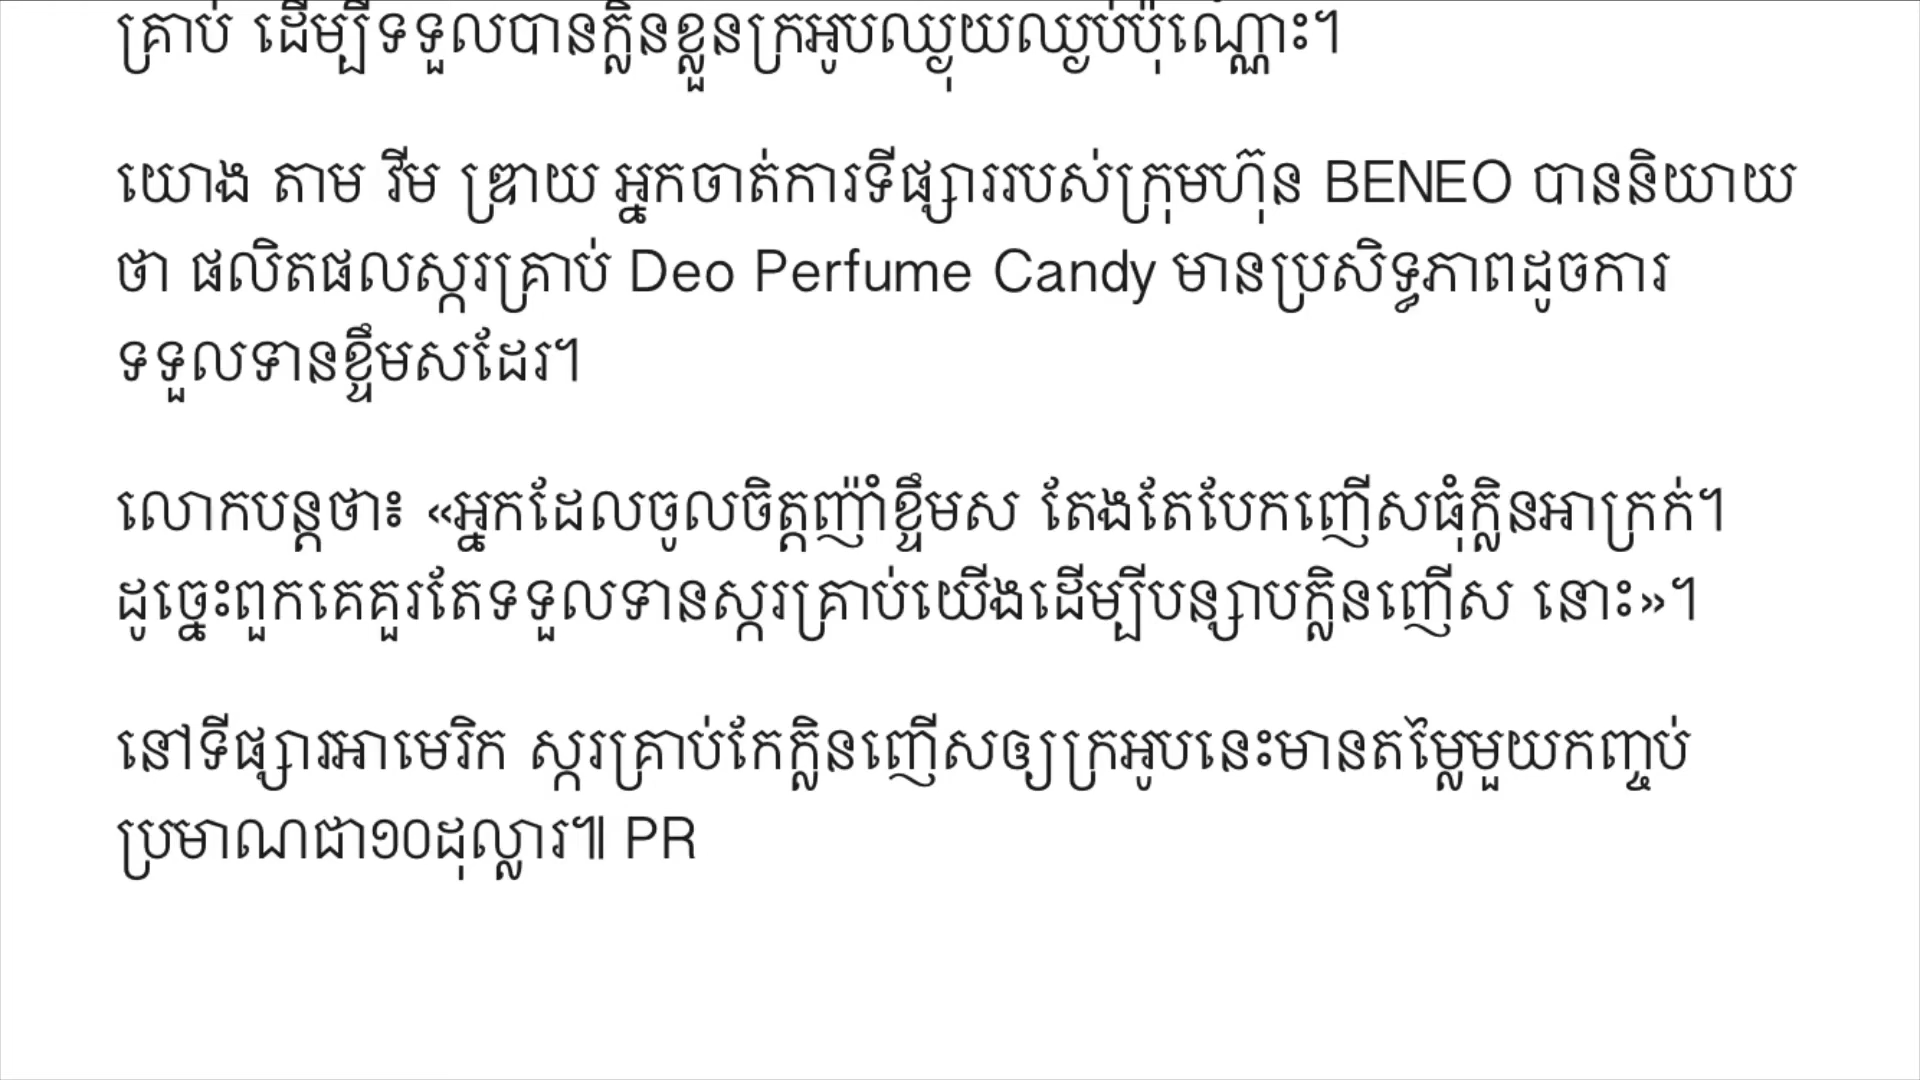 គ្រាប់ ដើម្បីទទួលបានក្លិនខ្លួនក្រអូបឈ្ងុយឈ្ងប់ប៉ុណ្ណោះ។
យោង តាម វីម ឌ្រាយ អ្នកចាត់ការទីផ្សាររបស់ក្រុមហ៊ុន BENEO បាននិយាយ
ថា ផលិតផលស្ករគ្រាប់ Deo Perfume Candy មានប្រសិទ្ធភាពដូចការ
ទទួលទានខ្ទឹមសដែរ។
លោកបន្តថា៖ «អ្នកដែលចូលចិត្តញ៉ាំខ្ទឹមស តែងតែបែកញើសធុំក្លិនអាក្រក់។
ដូច្នេះពួកគេគួរតែទទួលទានស្ករគ្រាប់យើងដើម្បីបន្សាបក្លិនញើស នោះ»។
នៅទីផ្សារអាមេរិក ស្ករគ្រាប់កែក្លិនញើសឲ្យក្រអូបនេះមានតម្លៃមួយកញ្ចប់
ប្រមាណជា១០ដុល្លារ៕ PR